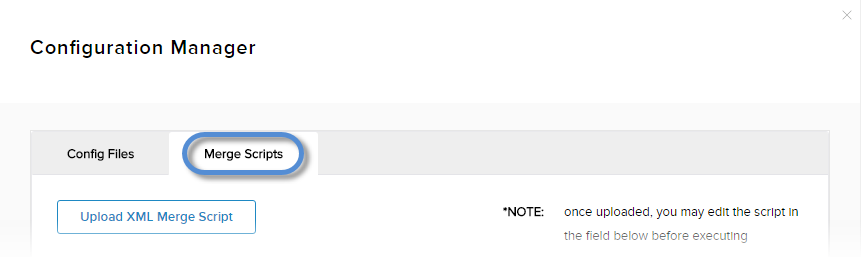 Configuration Manager
Config Files
Merge Scripts
Upload XML Merge Script
*NOTE: once uploaded, you may edit the script in
the field below before executing